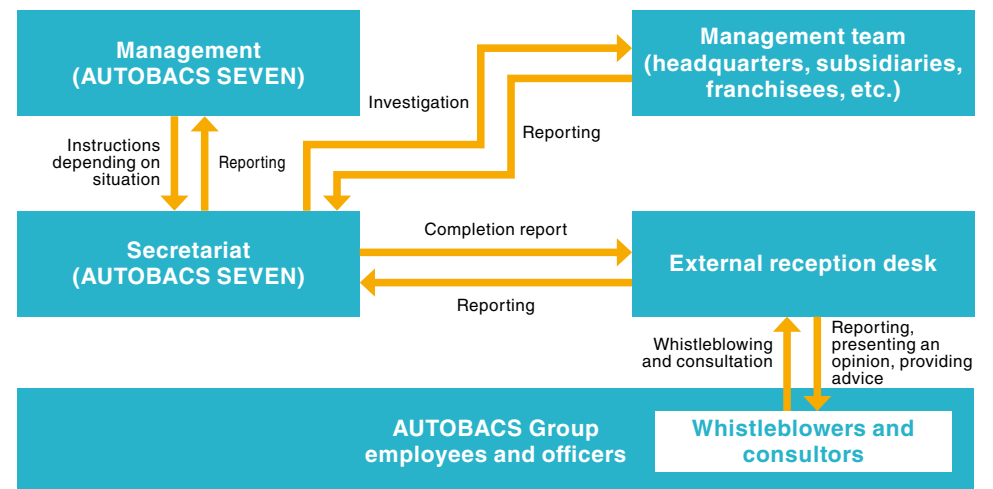 Management
(AUTOBACS SEVEN)
Management team
(headquarters, subsidiaries,
franchisees, etc.)
Investigation
Reporting
Instructions
depending on
situation
Reporting
Secretariat
(AUTOBACS SEVEN)
Completion report
Reporting
External reception desk
Whistleblowing
and consultation
Reporting,
presenting an
opinion, providing
advice
AUTOBACS Group
employees and officers
Whistleblowers and
consultors